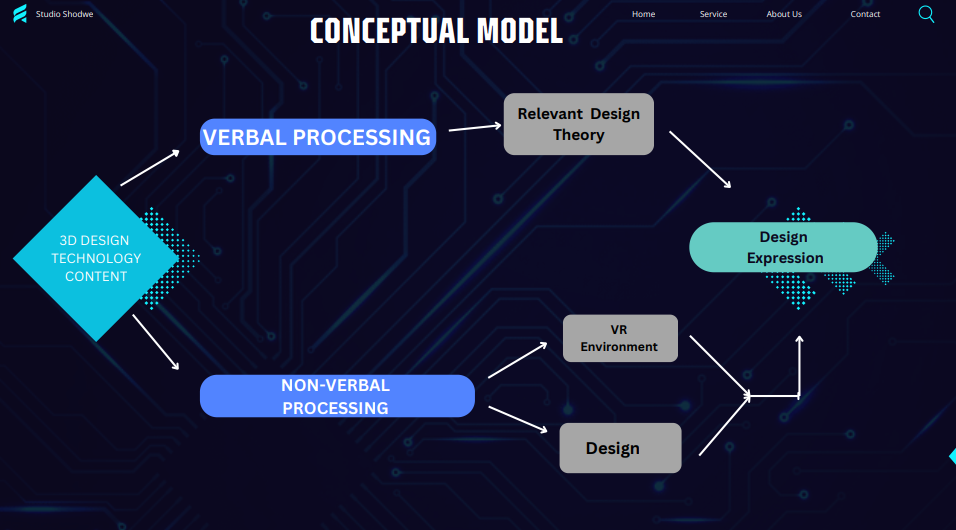 Studio Shodwe
Home
Service
About Us
Contact
CONCEPTUAL MODEL
VERBAL PROCESSING
Relevant Design
Theory
3D DESIGN
TECHNOLOGY
CONTENT
Design
Expression
VR
Environment
NON-VERBAL
PROCESSING
Design